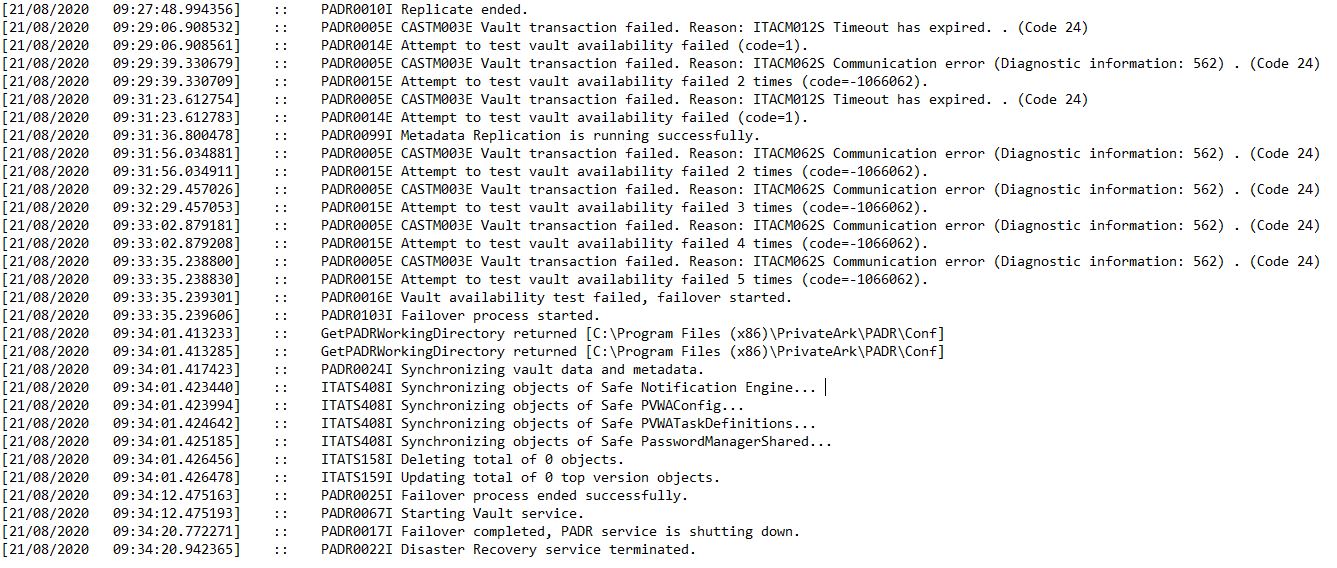 [21/08/2020 09:27:48.994356] :: PADR0010I Replicate ended.
[21/08/2020 09:29:06.908532] :: PADR0005E CASTM003E Vault transaction failed. Reason: ITACM012S Timeout has expired. . (Code 24)
[21/08/2020 09:29:06.908561] :: PADR0014E Attempt to test vault availability failed (code=1).
[21/08/2020 09:29:39.330679] :: PADR0005E CASTM003E Vault transaction failed. Reason: ITACM062S Communication error (Diagnostic information: 562) . (Code 24)
[21/08/2020 09:29:39.330709] :: PADR0015E Attempt to test vault availability failed 2 times (code=-1066062).
[21/08/2020 09:31:23.612754] :: PADR0005E CASTM003E Vault transaction failed. Reason: ITACM012S Timeout has expired. . (Code 24)
[21/08/2020 09:31:23.612783] :: PADR0014E Attempt to test vault availability failed (code=1).
[21/08/2020 09:31:36.800478] :: PADR0099I Metadata Replication is running successfully.
[21/08/2020 09:31:56.034881] :: PADR0005E CASTM003E Vault transaction failed. Reason: ITACM062S Communication error (Diagnostic information: 562) . (Code 24)
[21/08/2020 09:31:56.034911] :: PADR0015E Attempt to test vault availability failed 2 times (code=-1066062).
[21/08/2020 09:32:29.457026] :: PADR0005E CASTM003E Vault transaction failed. Reason: ITACM062S Communication error (Diagnostic information: 562) . (Code 24)
[21/08/2020 09:32:29.457053] :: PADR0015E Attempt to test vault availability failed 3 times (code=-1066062).
[21/08/2020 09:33:02.879181] :: PADR0005E CASTM003E Vault transaction failed. Reason: ITACM062S Communication error (Diagnostic information: 562) . (Code 24)
[21/08/2020 09:33:02.879208] :: PADR0015E Attempt to test vault availability failed 4 times (code=-1066062).
[21/08/2020 09:33:35.238800] :: PADR0005E CASTM003E Vault transaction failed. Reason: ITACM062S Communication error (Diagnostic information: 562) . (Code 24)
[21/08/2020 09:33:35.238830] :: PADR0015E Attempt to test vault availability failed 5 times (code=-1066062).
[21/08/2020 09:33:35.239301] :: PADR0016E Vault availability test failed, failover started.
[21/08/2020 09:33:35.239606] :: PADR0103I Failover process started.
[21/08/2020 09:34:01.413233] :: GetPADRWorkingDirectory returned [C:\Program Files (x86)\PrivateArk\PADR\Conf]
[21/08/2020 09:34:01.413285] :: GetPADRWorkingDirectory returned [C:\Program Files (x86)\PrivateArk\PADR\Conf]
[21/08/2020 09:34:01.417423] :: PADR0024I Synchronizing vault data and metadata.
[21/08/2020 09:34:01.423440] :: ITATS408I Synchronizing objects of Safe Notification Engine...
[21/08/2020 09:34:01.423994] :: ITATS408I Synchronizing objects of Safe PVWAConfig...
[21/08/2020 09:34:01.424642] :: ITATS408I Synchronizing objects of Safe PVWATaskDefinitions...
[21/08/2020 09:34:01.425185] :: ITATS408I Synchronizing objects of Safe PasswordManagerShared...
[21/08/2020 09:34:01.426456] :: ITATS158I Deleting total of 0 objects.
[21/08/2020 09:34:01.426478] :: ITATS159I Updating total of 0 top version objects.
[21/08/2020 09:34:12.475163] :: PADR0025I Failover process ended successfully.
[21/08/2020 09:34:12.475193] :: PADR0067I Starting Vault service.
[21/08/2020 09:34:20.772271] :: PADR0017I Failover completed, PADR service is shutting down.
[21/08/2020 09:34:20.942365] :: PADR0022I Disaster Recovery service terminated.